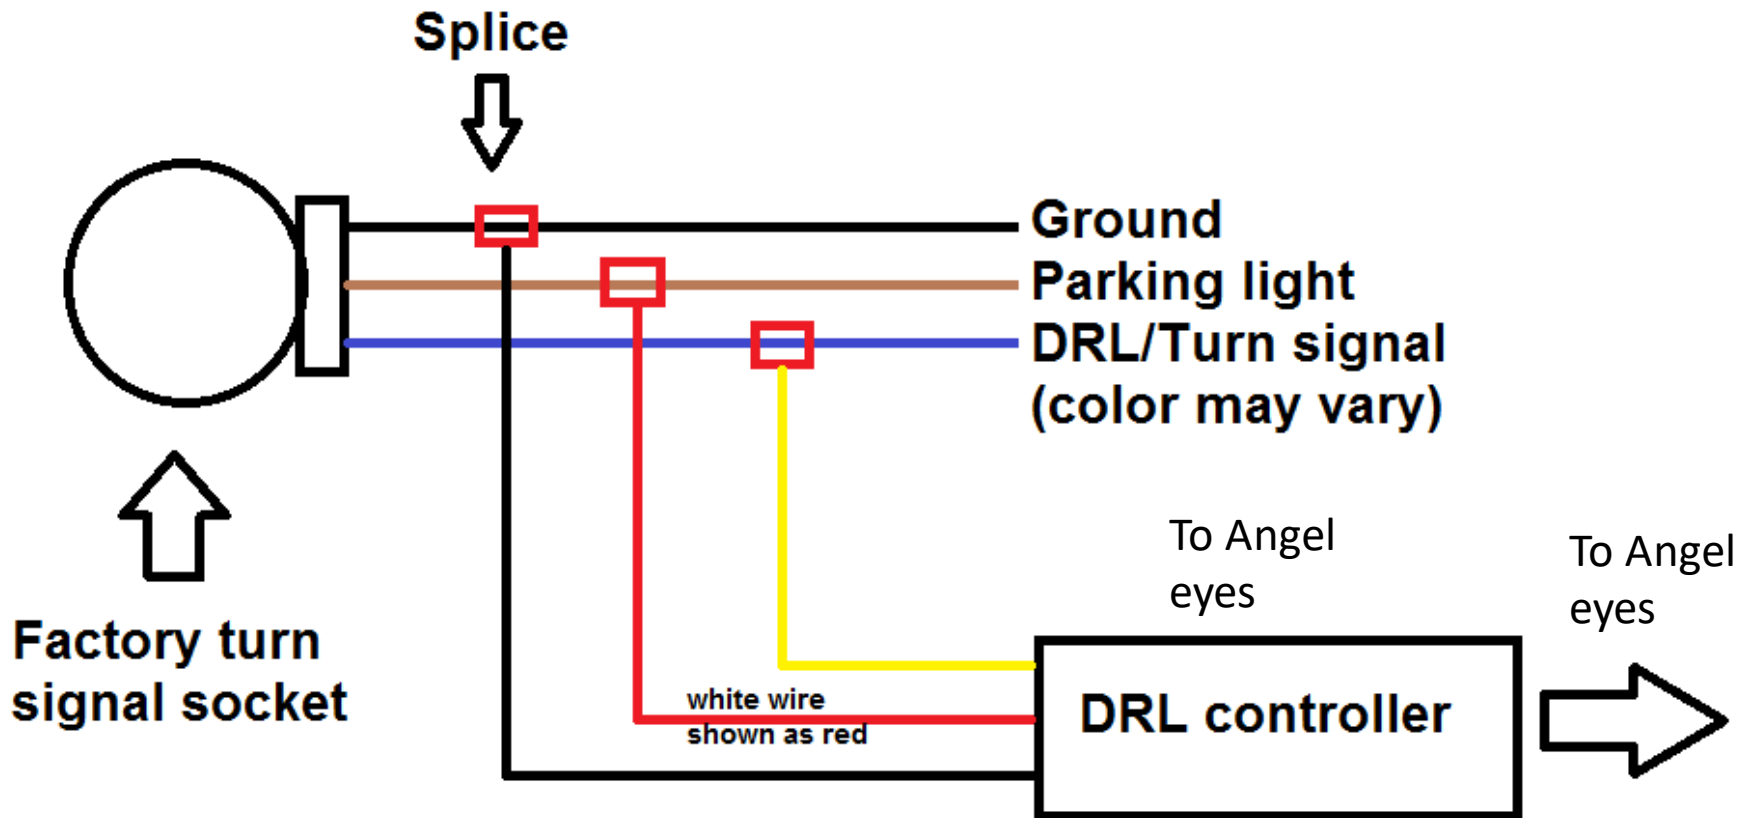 Splice
Ground
Parking light
DRL/Turn signal
(color may vary)
To Angel
eyes
To Angel
eyes
Factory turn
signal socket
white wire
shown as red
DRL controller